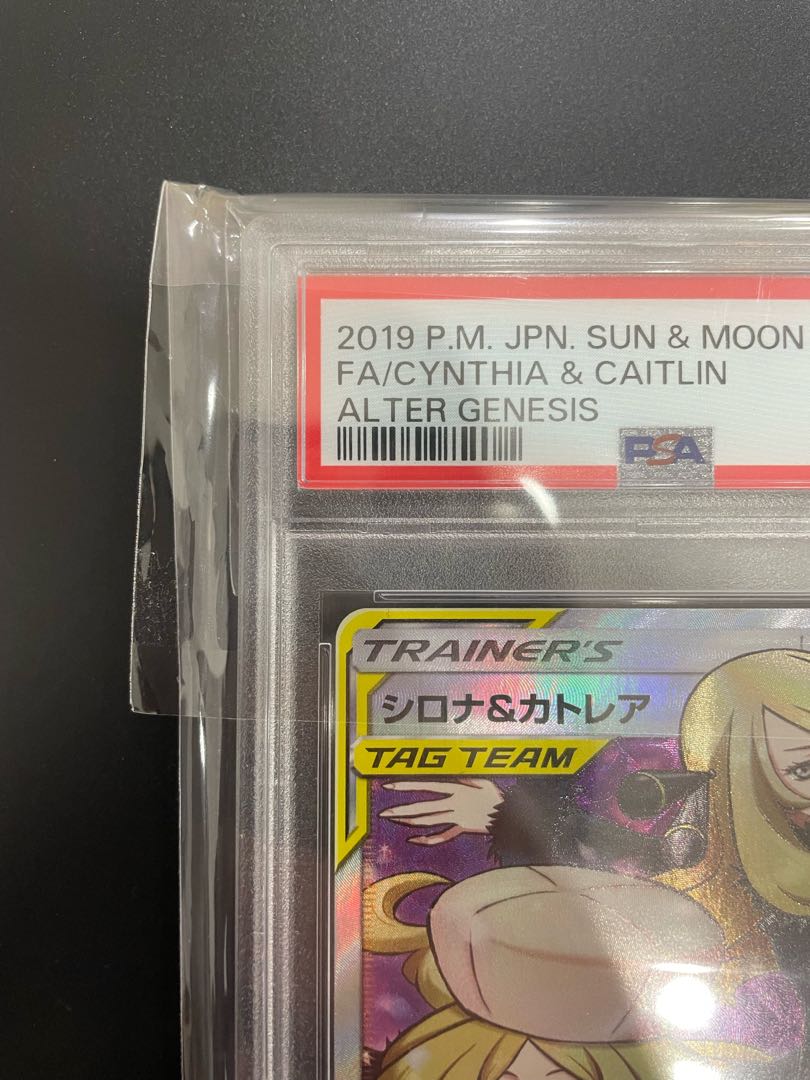 2019 P.M. JPN. SUN & MOON
FA/CYNTHIA & CAITLIN
ALTER GENESIS
PSA
TRAINER'S
シロナ&カトレア
TAG TEAM